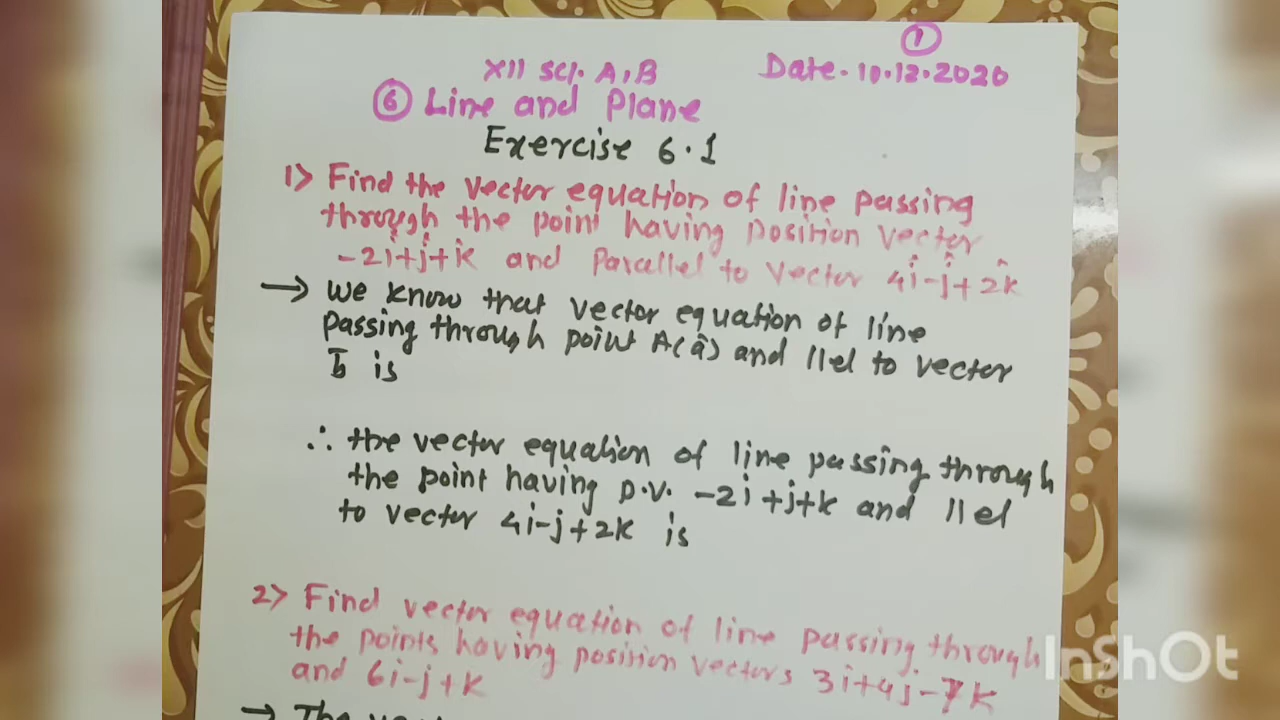 ①
XII Sci. A, B Date. 10.12.2020
⑥ Line and Plane
Exercise 6.1
1> Find the vector equation of line passing
through the point having position vector
-2î+ĵ+k̂ and Parallel to vector 4î-ĵ+2k̂
→ We know that vector equation of line
passing through point A(ā) and llel to vector
b̄ is
∴ the vector equation of line passing through
the point having p.v. -2i+j+k and llel
to vector 4i-j+2k is
2> Find vector equation of line passing through
the points having position vectors 3i+4j-7k
and 6i-j+k
→ The
InShOt